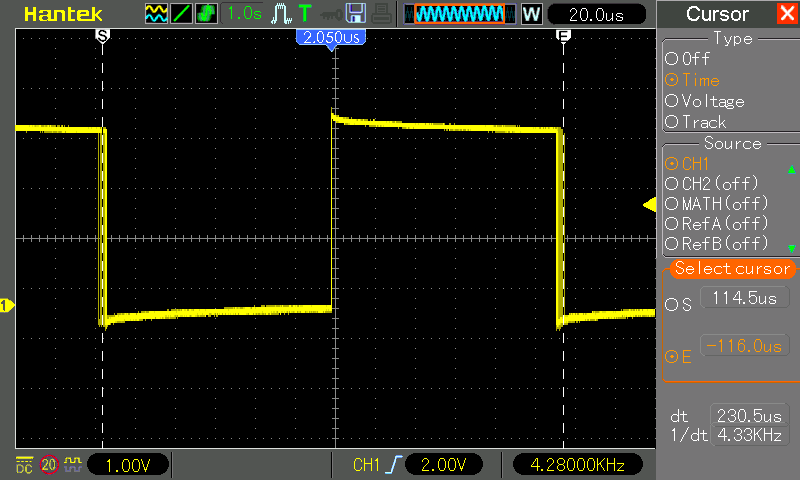 Hantek 1.0s T W 20.0us
S 2.050us E
1
DC 20 1.00V CH1 2.00V 4.28000KHz
Cursor X
Type
Off
Time
Voltage
Track
Source
CH1
CH2(off)
MATH(off)
RefA(off)
RefB(off)
Select cursor
S 114.5us
E -116.0us
dt 230.5us
1/dt 4.33KHz